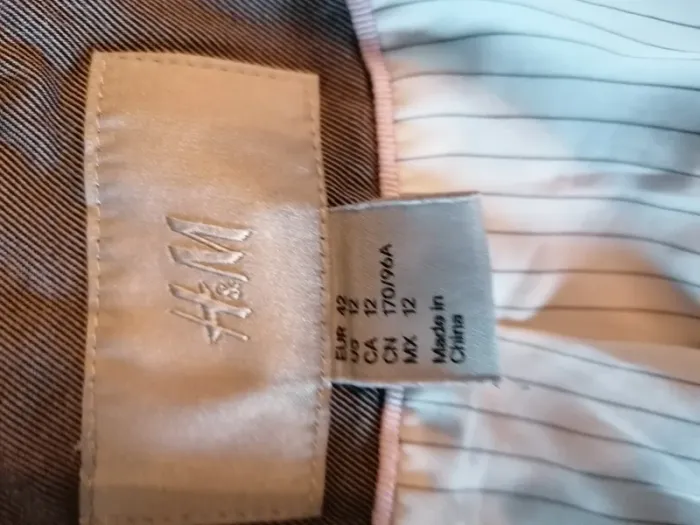 H&M
EUR 42
US 12
CA 12
CN 170/96A
MX 12
Made in
China